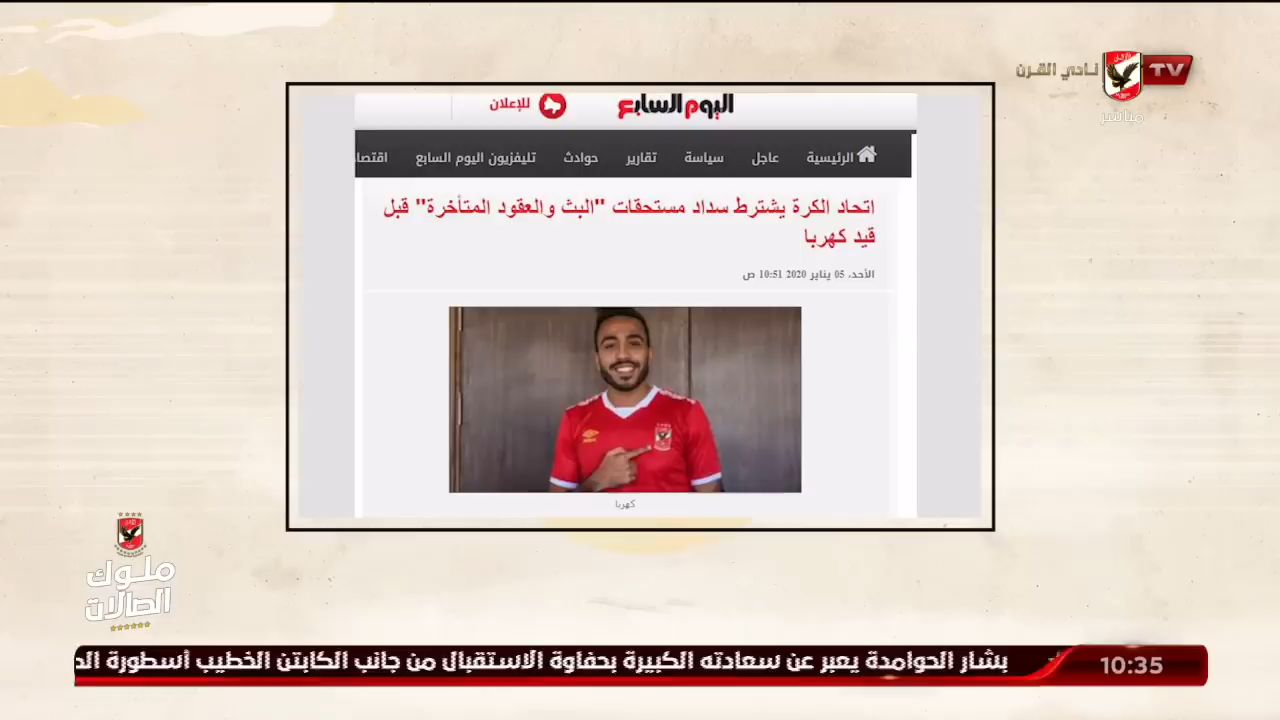 نادي القرن
TV
مباشر
للإعلان
اليوم السابع
الرئيسية
عاجل
سياسة
تقارير
حوادث
تليفزيون اليوم السابع
اقتصا
اتحاد الكرة يشترط سداد مستحقات "البث والعقود المتأخرة" قبل
قيد كهربا
الأحد، 05 يناير 2020 10:51 ص
كهربا
ملوك
الصالات
بشار الحوامدة يعبر عن سعادته الكبيرة بحفاوة الاستقبال من جانب الكابتن الخطيب أسطورة الـ
10:35